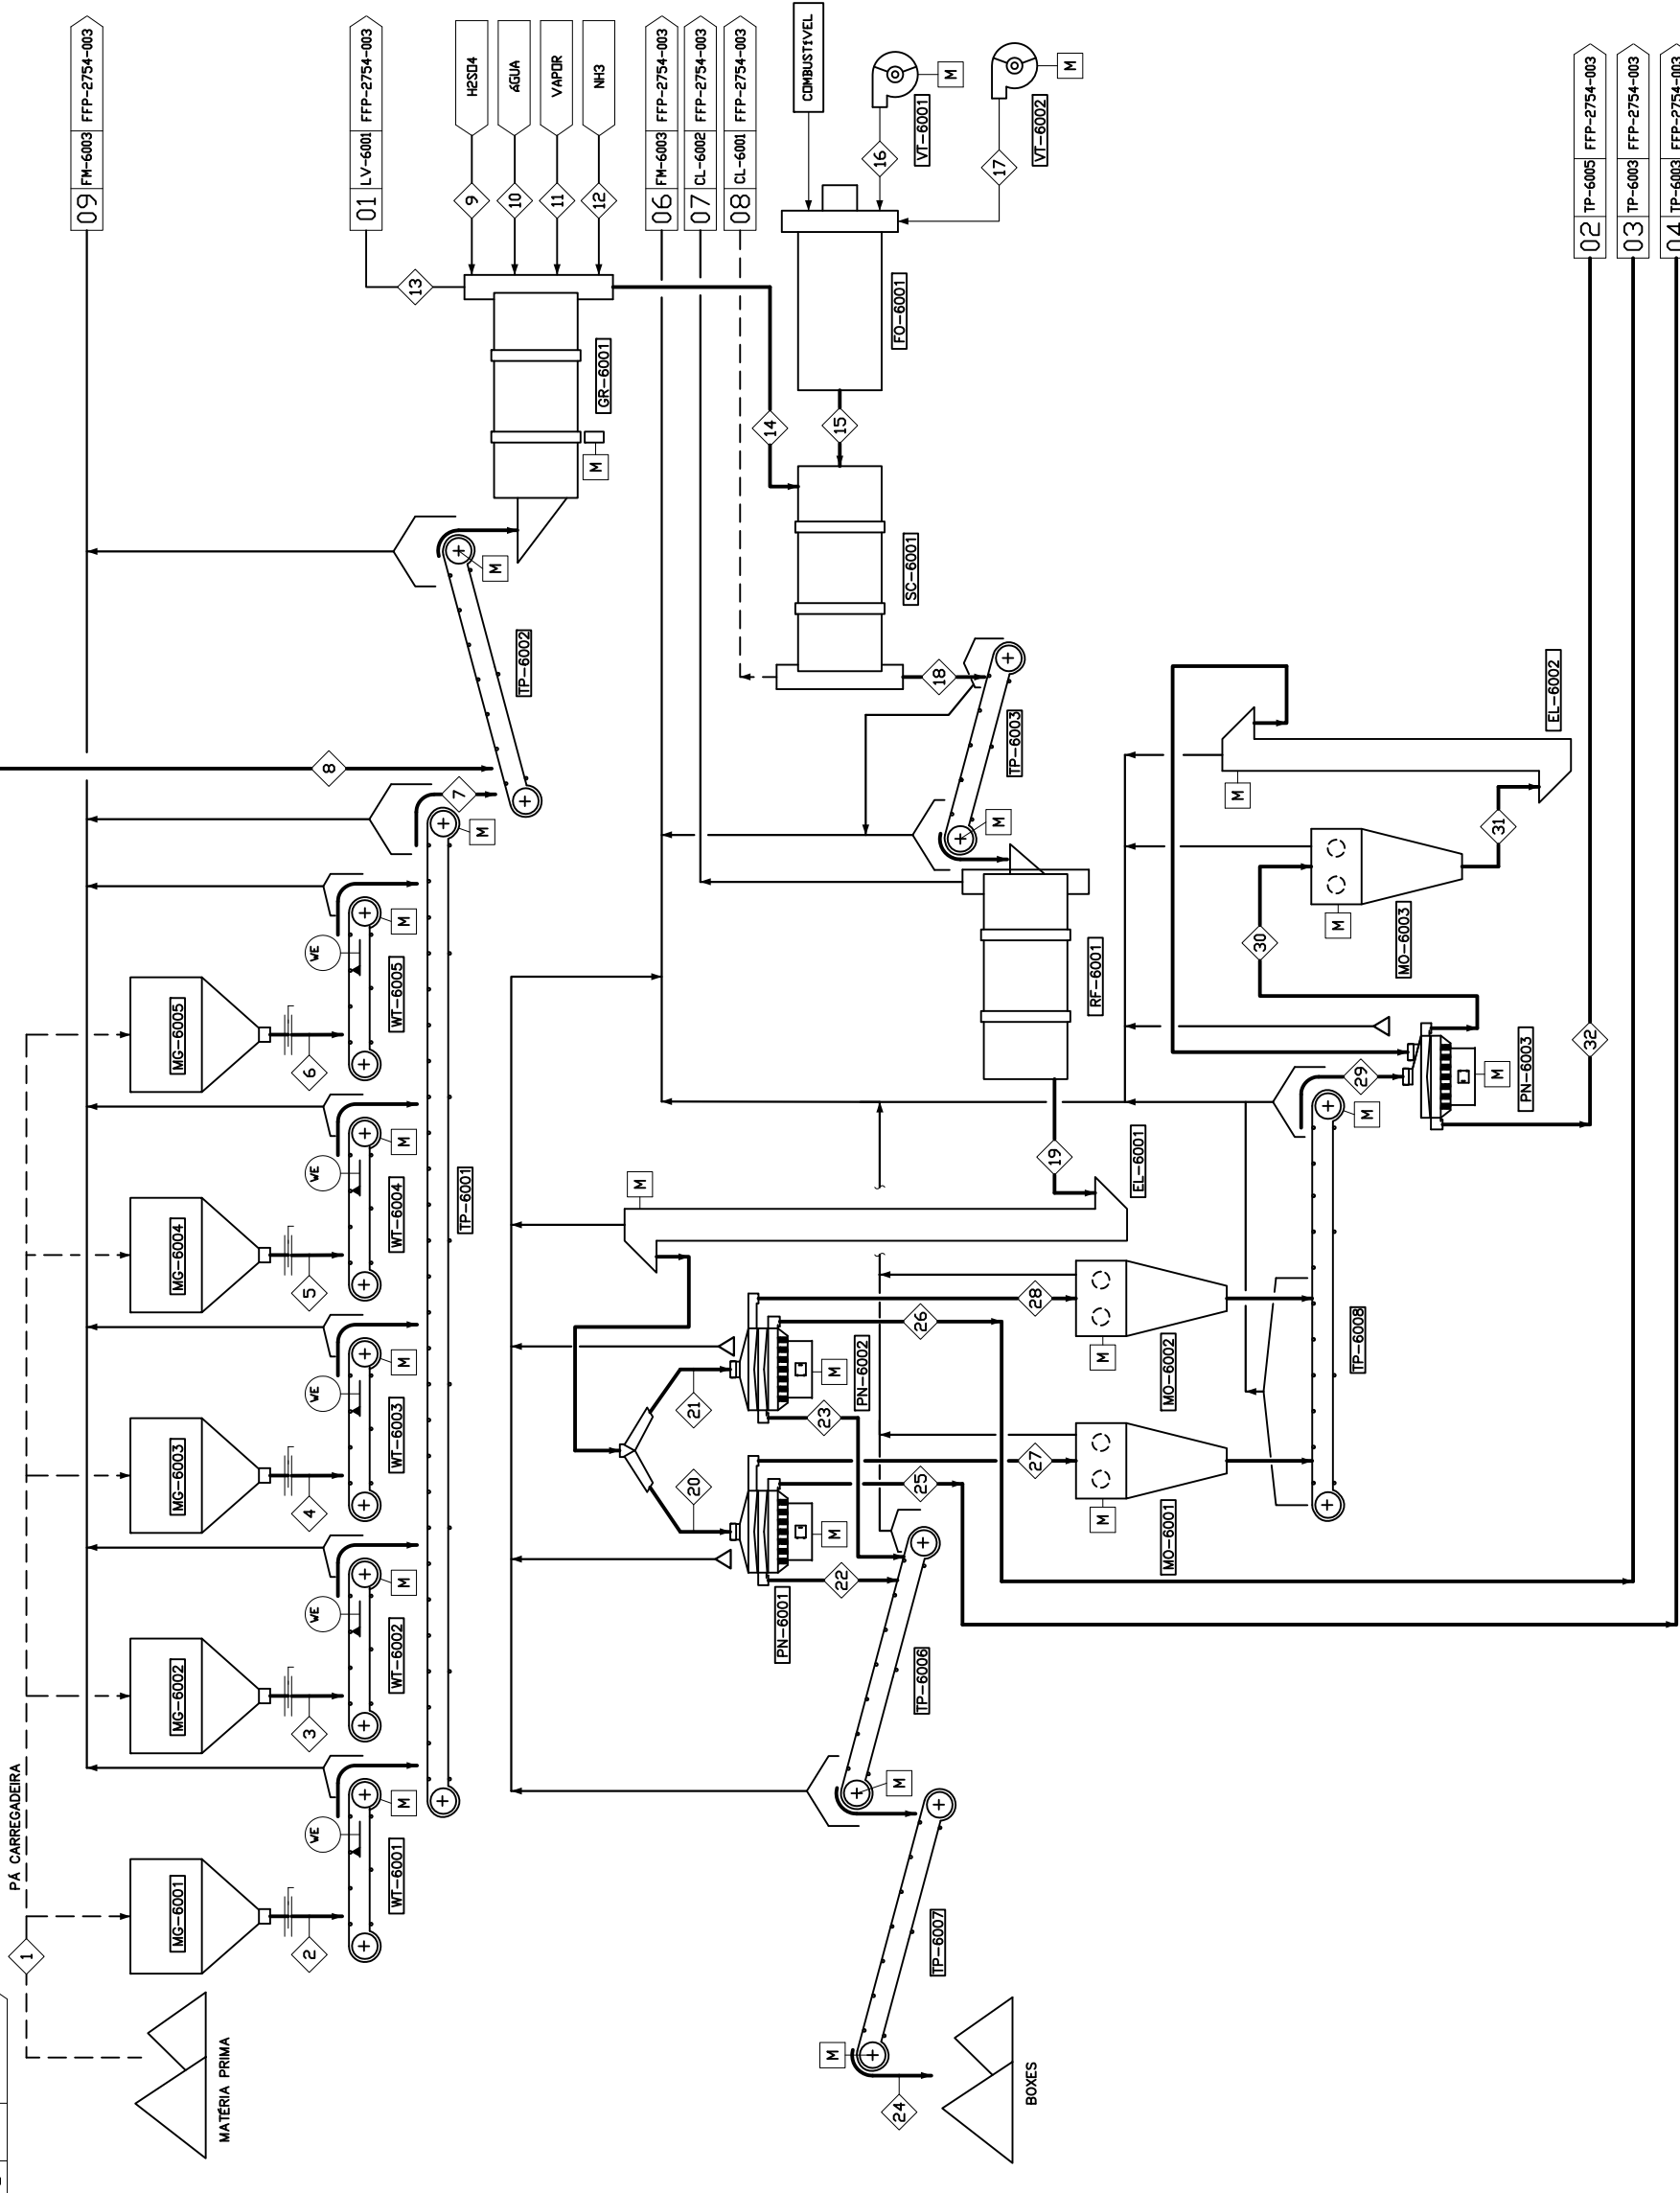 09 FM-6003 FFP-2754-003
01 LV-6001 FFP-2754-003
H2SO4
ÁGUA
VAPOR
NH3
06 FM-6003 FFP-2754-003
07 CL-6002 FFP-2754-003
08 CL-6001 FFP-2754-003
COMBUSTÍVEL
02 TP-6005 FFP-2754-003
03 TP-6003 FFP-2754-003
04 TP-6003 FFP-2754-003
PÁ CARREGADEIRA
1
MATÉRIA PRIMA
MG-6001
MG-6002
MG-6003
MG-6004
MG-6005
2
3
4
5
6
WE
WE
WE
WE
WE
M
M
M
M
M
WT-6001
WT-6002
WT-6003
WT-6004
WT-6005
TP-6001
M
7
8
TP-6002
M
9
10
11
12
13
GR-6001
M
14
15
16
17
VT-6001
M
VT-6002
M
FO-6001
SC-6001
18
TP-6003
M
RF-6001
19
EL-6001
M
20
21
PN-6001
M
PN-6002
M
22
23
25
26
27
28
TP-6006
M
TP-6007
M
24
BOXES
MO-6001
M
MO-6002
M
TP-6008
M
29
PN-6003
M
30
MO-6003
M
31
EL-6002
M
32